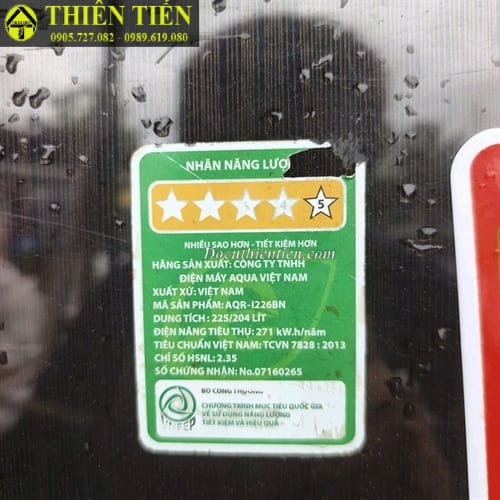 THIÊN TIẾN
0905.727.082 - 0989.619.080
NHÃN NĂNG LƯỢ
4 5
NHIỀU SAO HƠN - TIẾT KIỆM HƠN
Docuthientien.com
HÃNG SẢN XUẤT: CÔNG TY TNHH
ĐIỆN MÁY AQUA VIỆT NAM
XUẤT XỨ: VIỆT NAM
MÃ SẢN PHẨM: AQR-I226BN
DUNG TÍCH : 225/204 LÍT
ĐIỆN NĂNG TIÊU THỤ: 271 kW.h/năm
TIÊU CHUẨN VIỆT NAM: TCVN 7828 : 2013
CHỈ SỐ HSNL: 2.35
SỐ CHỨNG NHẬN: No.07160265
BỘ CÔNG THƯƠNG
CHƯƠNG TRÌNH MỤC TIÊU QUỐC GIA
VỀ SỬ DỤNG NĂNG LƯỢNG
TIẾT KIỆM VÀ HIỆU QUẢ